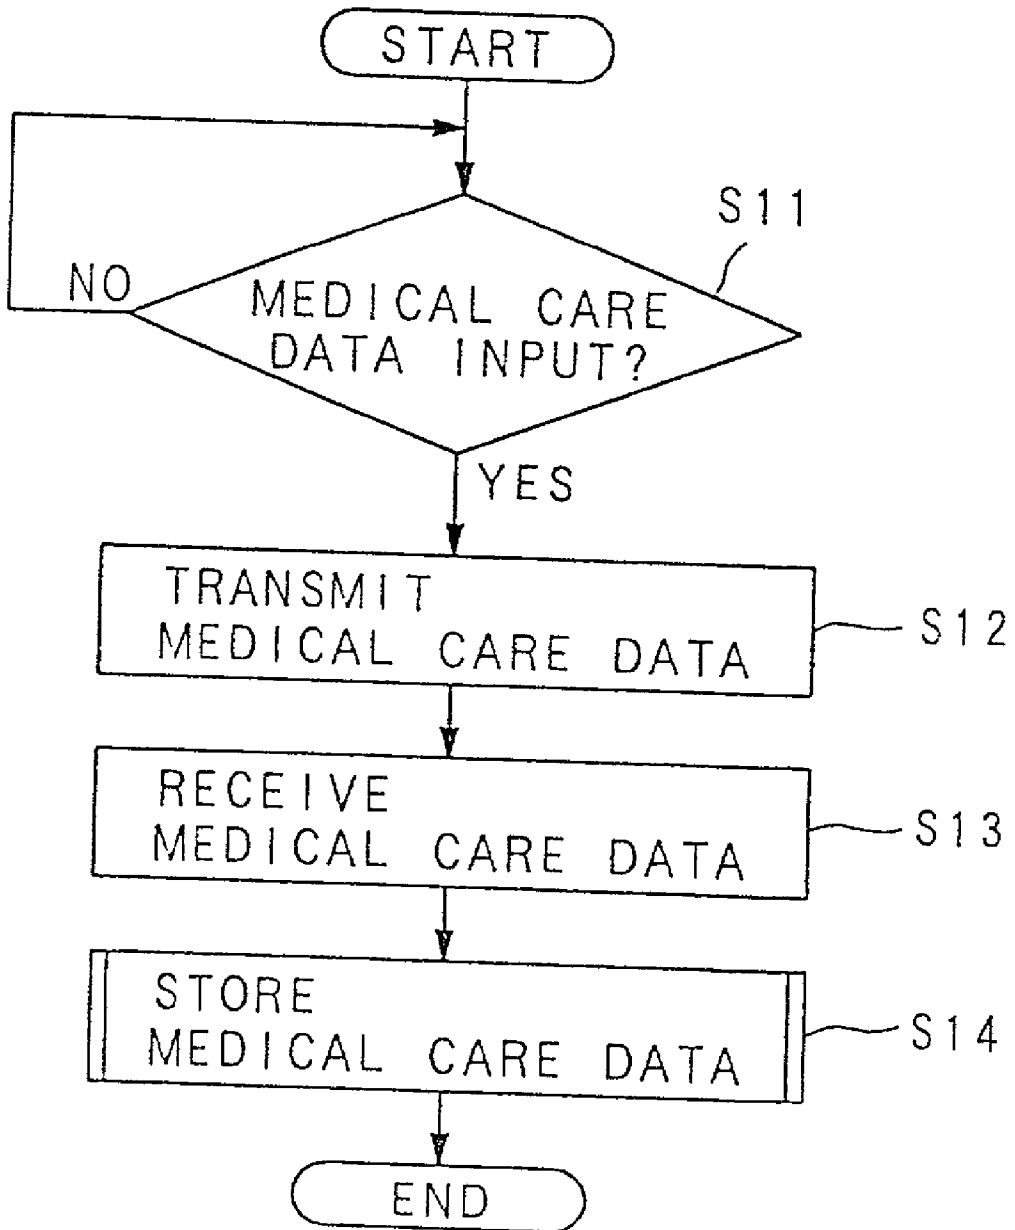 START
S11
NO
MEDICAL CARE
DATA INPUT?
YES
TRANSMIT
MEDICAL CARE DATA
S12
RECEIVE
MEDICAL CARE DATA
S13
STORE
MEDICAL CARE DATA
S14
END